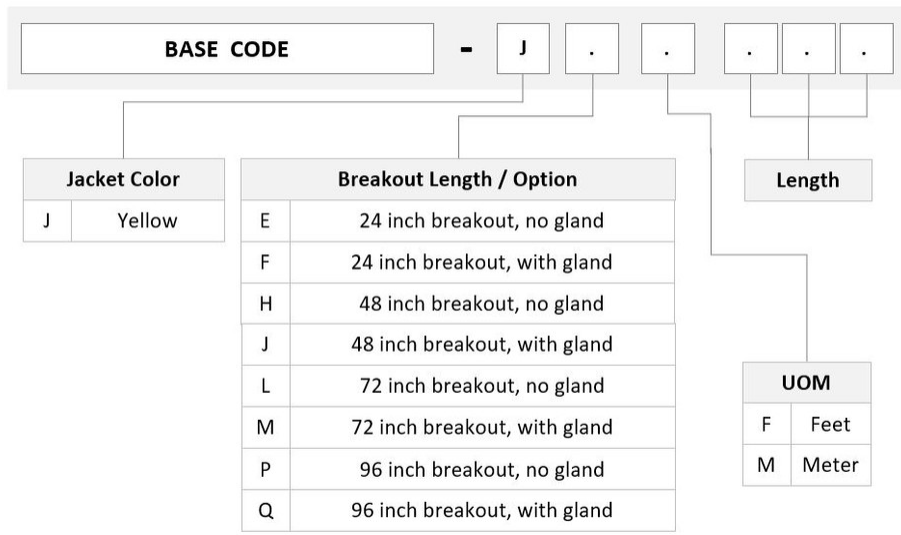 BASE CODE - J . . . . .
Jacket Color
J Yellow
Breakout Length / Option
E 24 inch breakout, no gland
F 24 inch breakout, with gland
H 48 inch breakout, no gland
J 48 inch breakout, with gland
L 72 inch breakout, no gland
M 72 inch breakout, with gland
P 96 inch breakout, no gland
Q 96 inch breakout, with gland
Length
UOM
F Feet
M Meter